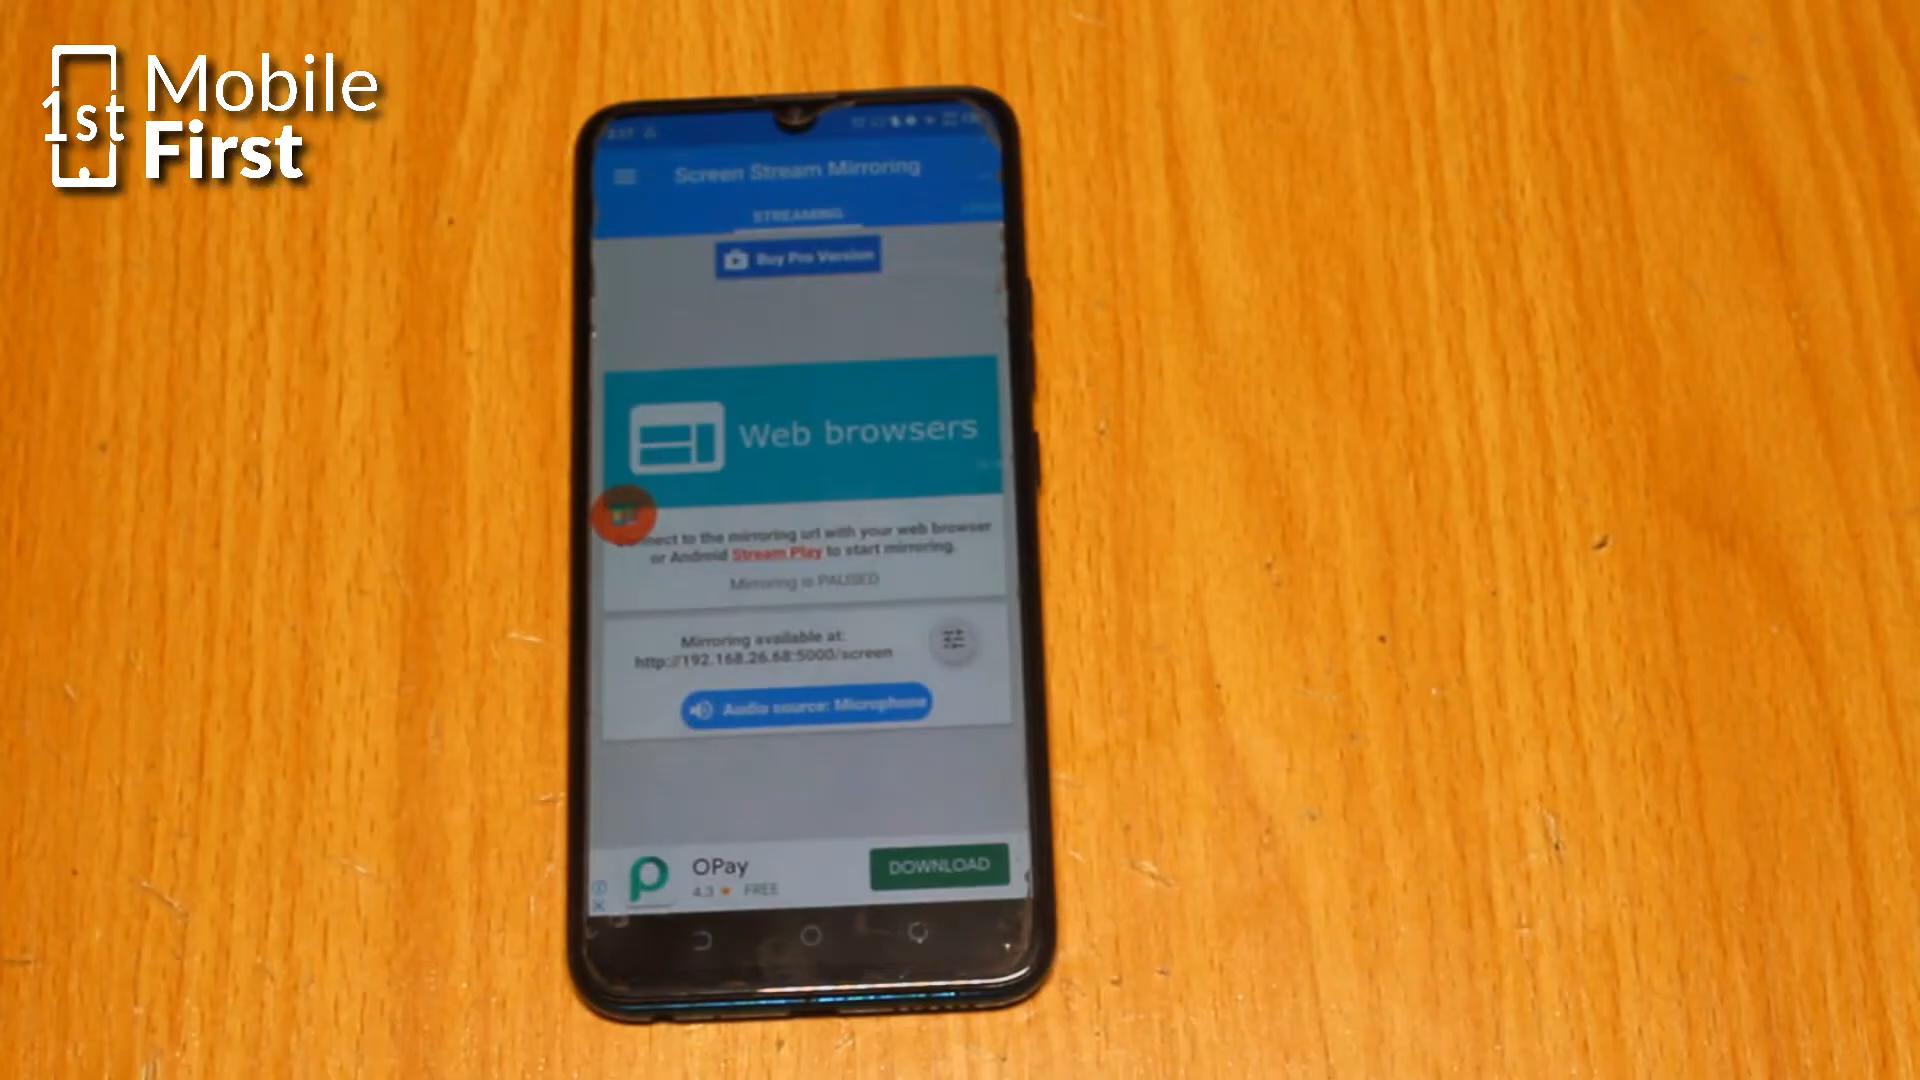 1st Mobile
First
Screen Stream Mirroring
STREAMING
Buy Pro Version
Web browsers
nect to the mirroring url with your web browser
or Android Stream Play to start mirroring.
Mirroring is PAUSED
Mirroring available at:
http://192.168.26.68:5000/screen
Audio source: Microphone
OPay
4.3 ★ FREE
DOWNLOAD